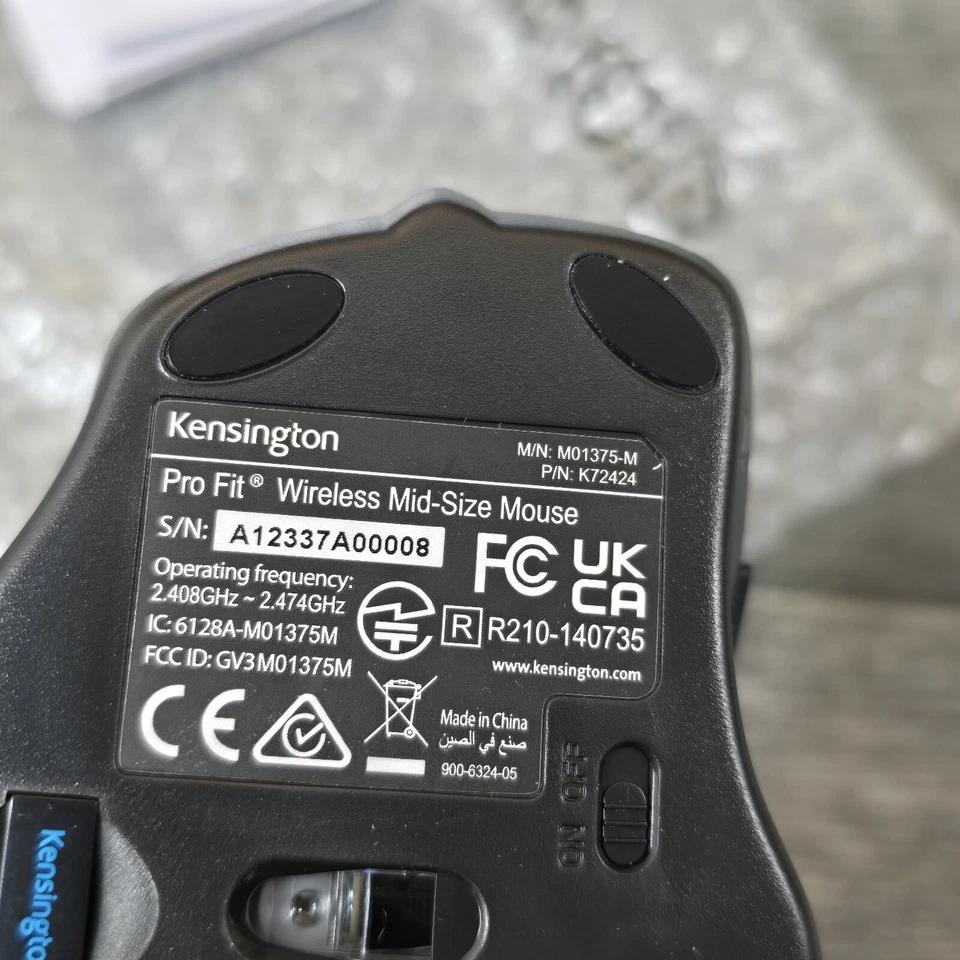 Kensington
M/N: M01375-M
P/N: K72424
Pro Fit® Wireless Mid-Size Mouse
S/N: A12337A00008
FC
UK
CA
Operating frequency:
2.408GHz ~ 2.474GHz
IC: 6128A-M01375M
FCC ID: GV3M01375M
R R210-140735
www.kensington.com
CE
Made in China
صنع في الصين
900-6324-05
ON OFF
Kensingto